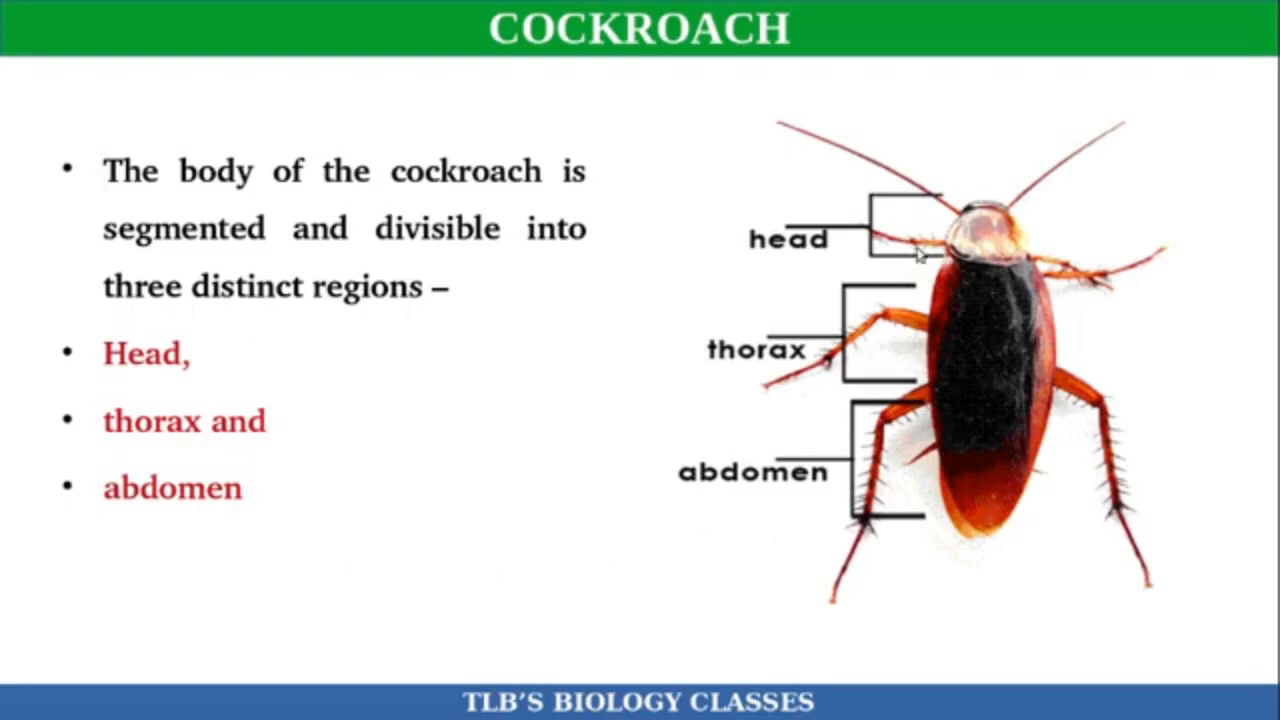 COCKROACH
• The body of the cockroach is
segmented and divisible into
three distinct regions –
• Head,
• thorax and
• abdomen
head
thorax
abdomen
TLB’S BIOLOGY CLASSES